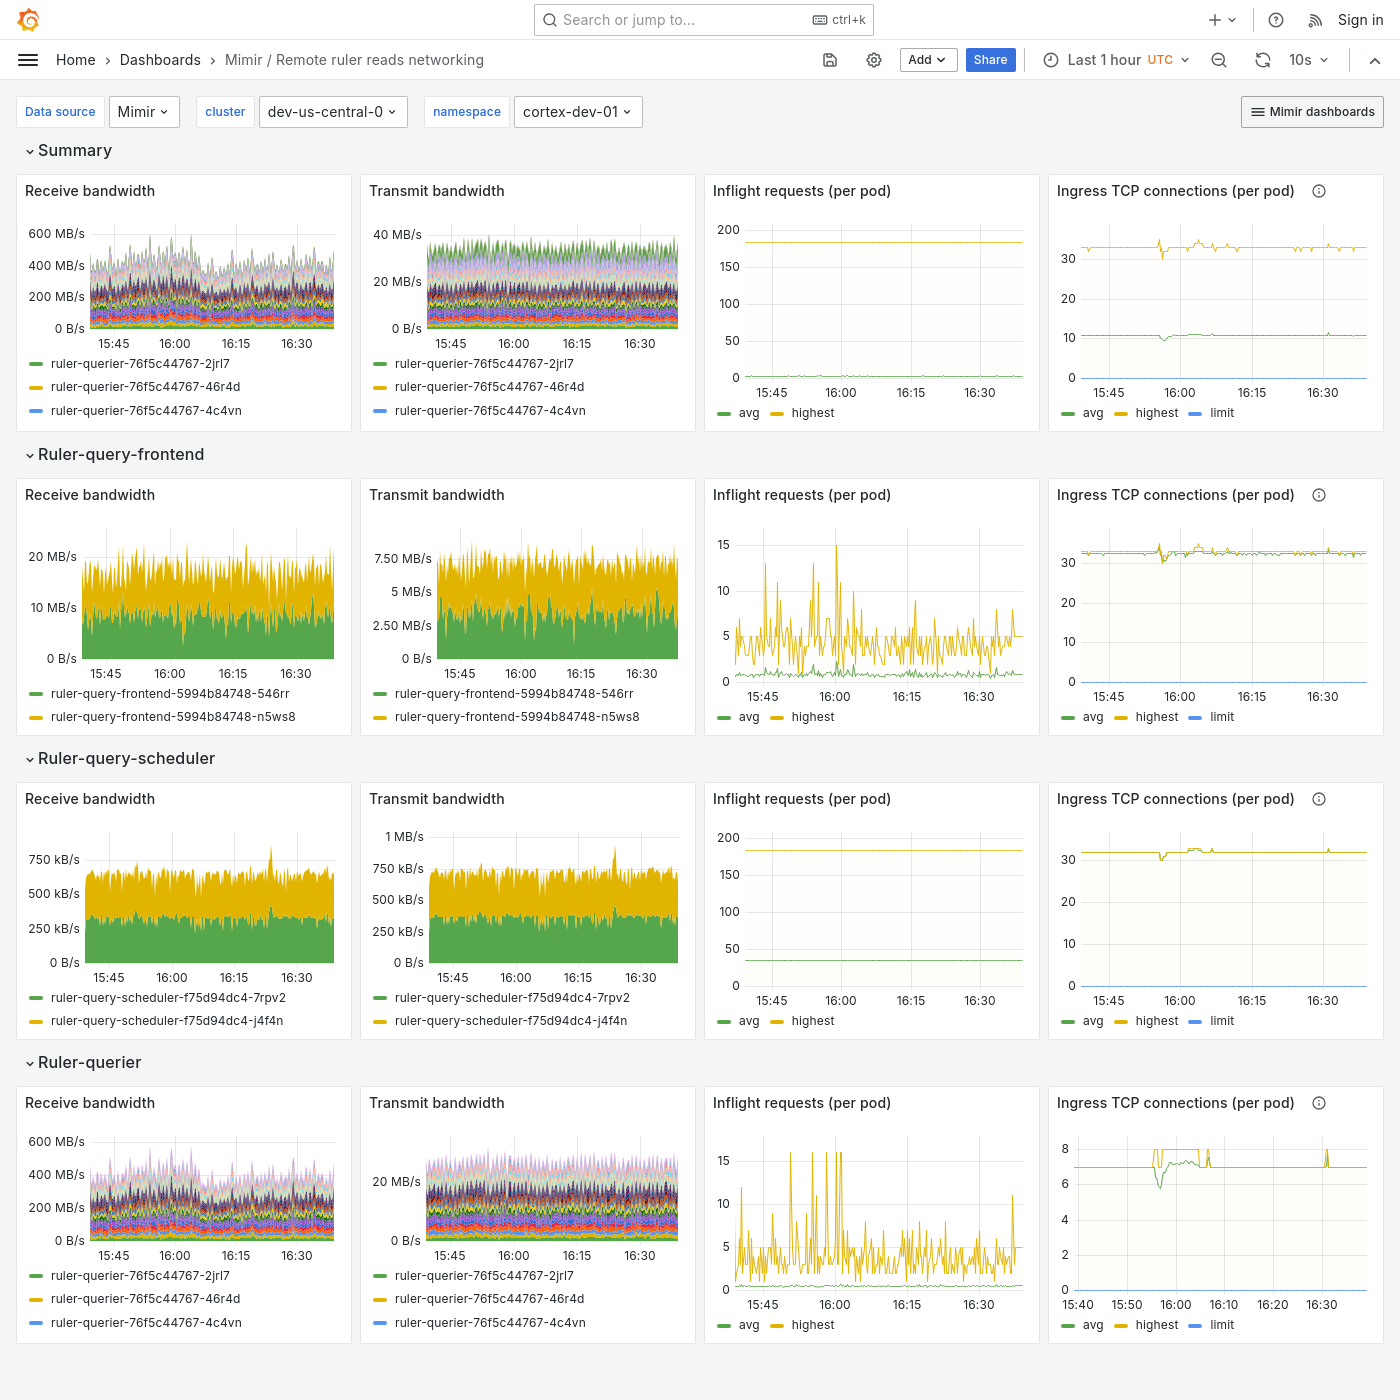 Search or jump to...
ctrl+k
Sign in
Home › Dashboards › Mimir / Remote ruler reads networking
Add
Share
Last 1 hour UTC
10s
Data source
Mimir
cluster
dev-us-central-0
namespace
cortex-dev-01
Mimir dashboards
Summary
Receive bandwidth
600 MB/s
400 MB/s
200 MB/s
0 B/s
15:45 16:00 16:15 16:30
ruler-querier-76f5c44767-2jrl7
ruler-querier-76f5c44767-46r4d
ruler-querier-76f5c44767-4c4vn
Transmit bandwidth
40 MB/s
20 MB/s
0 B/s
15:45 16:00 16:15 16:30
ruler-querier-76f5c44767-2jrl7
ruler-querier-76f5c44767-46r4d
ruler-querier-76f5c44767-4c4vn
Inflight requests (per pod)
200
150
100
50
0
15:45 16:00 16:15 16:30
avg highest
Ingress TCP connections (per pod)
30
20
10
0
15:45 16:00 16:15 16:30
avg highest limit
Ruler-query-frontend
Receive bandwidth
20 MB/s
10 MB/s
0 B/s
15:45 16:00 16:15 16:30
ruler-query-frontend-5994b84748-546rr
ruler-query-frontend-5994b84748-n5ws8
Transmit bandwidth
7.50 MB/s
5 MB/s
2.50 MB/s
0 B/s
15:45 16:00 16:15 16:30
ruler-query-frontend-5994b84748-546rr
ruler-query-frontend-5994b84748-n5ws8
Inflight requests (per pod)
15
10
5
0
15:45 16:00 16:15 16:30
avg highest
Ingress TCP connections (per pod)
30
20
10
0
15:45 16:00 16:15 16:30
avg highest limit
Ruler-query-scheduler
Receive bandwidth
750 kB/s
500 kB/s
250 kB/s
0 B/s
15:45 16:00 16:15 16:30
ruler-query-scheduler-f75d94dc4-7rpv2
ruler-query-scheduler-f75d94dc4-j4f4n
Transmit bandwidth
1 MB/s
750 kB/s
500 kB/s
250 kB/s
0 B/s
15:45 16:00 16:15 16:30
ruler-query-scheduler-f75d94dc4-7rpv2
ruler-query-scheduler-f75d94dc4-j4f4n
Inflight requests (per pod)
200
150
100
50
0
15:45 16:00 16:15 16:30
avg highest
Ingress TCP connections (per pod)
30
20
10
0
15:45 16:00 16:15 16:30
avg highest limit
Ruler-querier
Receive bandwidth
600 MB/s
400 MB/s
200 MB/s
0 B/s
15:45 16:00 16:15 16:30
ruler-querier-76f5c44767-2jrl7
ruler-querier-76f5c44767-46r4d
ruler-querier-76f5c44767-4c4vn
Transmit bandwidth
20 MB/s
0 B/s
15:45 16:00 16:15 16:30
ruler-querier-76f5c44767-2jrl7
ruler-querier-76f5c44767-46r4d
ruler-querier-76f5c44767-4c4vn
Inflight requests (per pod)
15
10
5
0
15:45 16:00 16:15 16:30
avg highest
Ingress TCP connections (per pod)
8
6
4
2
0
15:40 15:50 16:00 16:10 16:20 16:30
avg highest limit